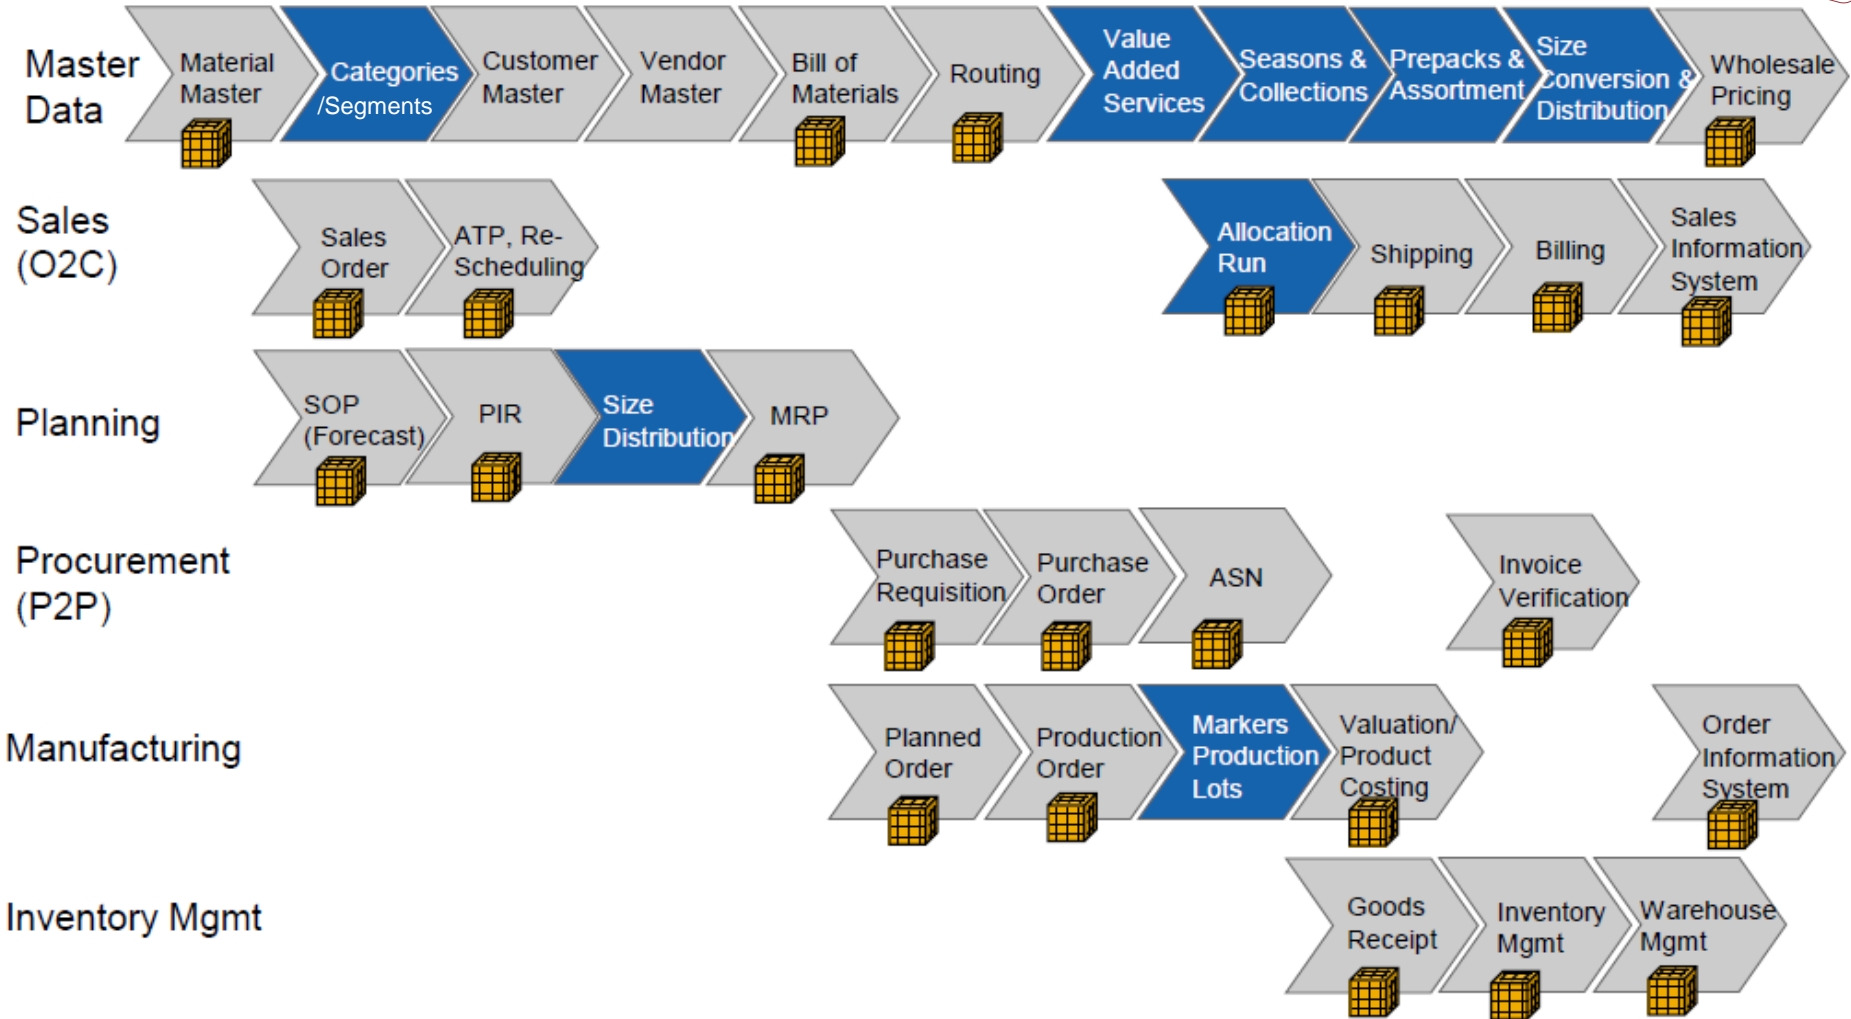 Master
Data
Material
Master
Categories
/Segments
Customer
Master
Vendor
Master
Bill of
Materials
Routing
Value
Added
Services
Seasons &
Collections
Prepacks &
Assortment
Size
Conversion &
Distribution
Wholesale
Pricing
Sales
(O2C)
Sales
Order
ATP, Re-
Scheduling
Allocation
Run
Shipping
Billing
Sales
Information
System
Planning
SOP
(Forecast)
PIR
Size
Distribution
MRP
Procurement
(P2P)
Purchase
Requisition
Purchase
Order
ASN
Invoice
Verification
Manufacturing
Planned
Order
Production
Order
Markers
Production
Lots
Valuation/
Product
Costing
Order
Information
System
Inventory Mgmt
Goods
Receipt
Inventory
Mgmt
Warehouse
Mgmt